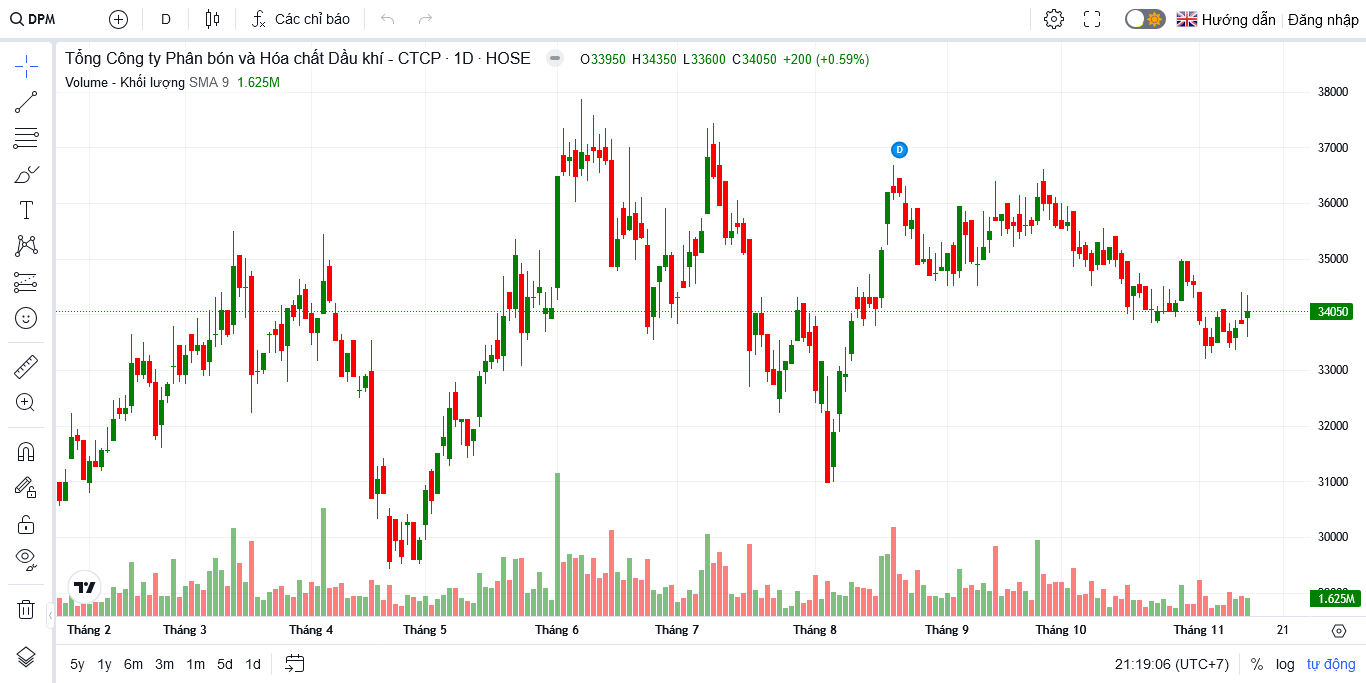 DPM D Các chỉ báo Hướng dẫn Đăng nhập
Tổng Công ty Phân bón và Hóa chất Dầu khí - CTCP · 1D · HOSE O33950 H34350 L33600 C34050 +200 (+0.59%)
Volume - Khối lượng SMA 9 1.625M
38000
D
37000
36000
35000
34050
33000
32000
31000
30000
1.625M
Tháng 2 Tháng 3 Tháng 4 Tháng 5 Tháng 6 Tháng 7 Tháng 8 Tháng 9 Tháng 10 Tháng 11 21
5y 1y 6m 3m 1m 5d 1d 21:19:06 (UTC+7) % log tự động